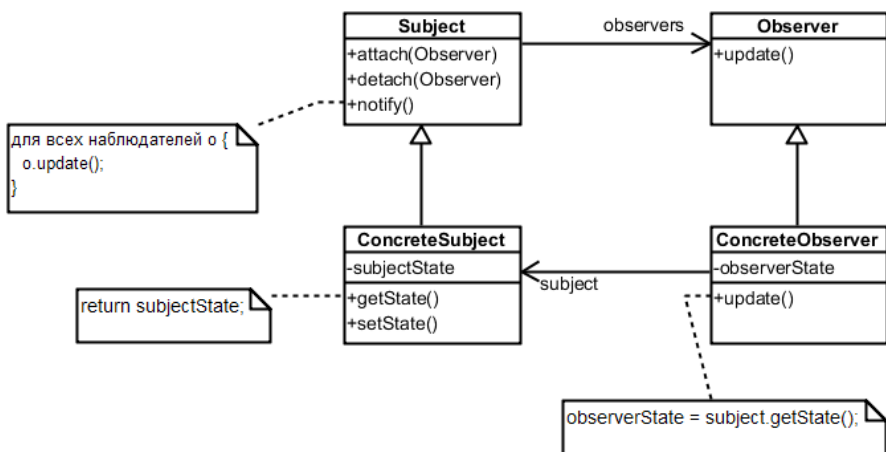 Subject
+attach(Observer)
+detach(Observer)
+notify()
observers
Observer
+update()
для всех наблюдателей o {
o.update();
}
ConcreteSubject
-subjectState
+getState()
+setState()
subject
ConcreteObserver
-observerState
+update()
return subjectState;
observerState = subject.getState();